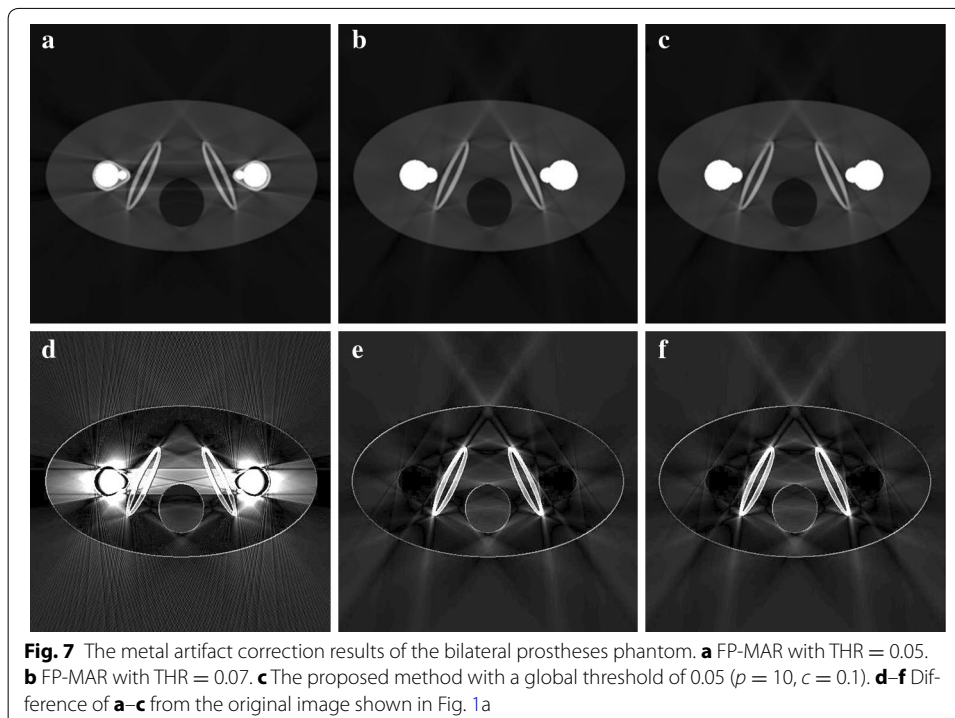 a
b
c
d
e
f
Fig. 7 The metal artifact correction results of the bilateral prostheses phantom. a FP-MAR with THR = 0.05.
b FP-MAR with THR = 0.07. c The proposed method with a global threshold of 0.05 (p = 10, c = 0.1). d–f Dif-
ference of a–c from the original image shown in Fig. 1a